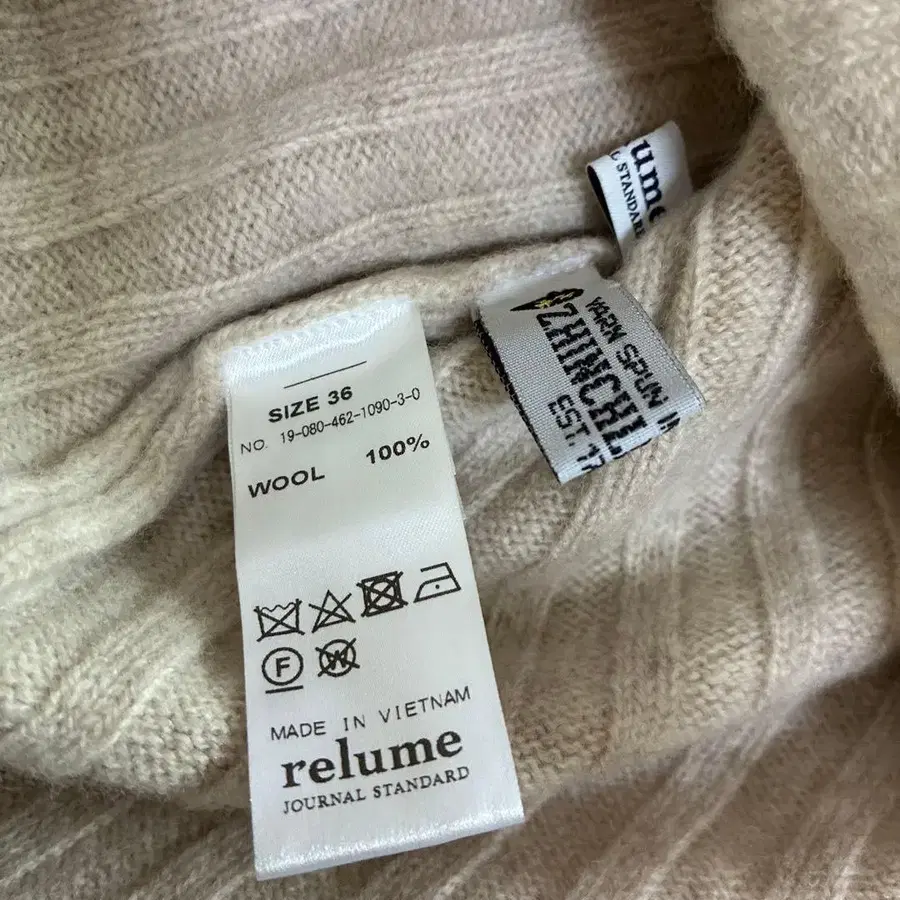 SIZE 36
NO. 19-080-462-1090-3-0
WOOL 100%
F
W
MADE IN VIETNAM
relume
JOURNAL STANDARD
YARN SPUN
EST.